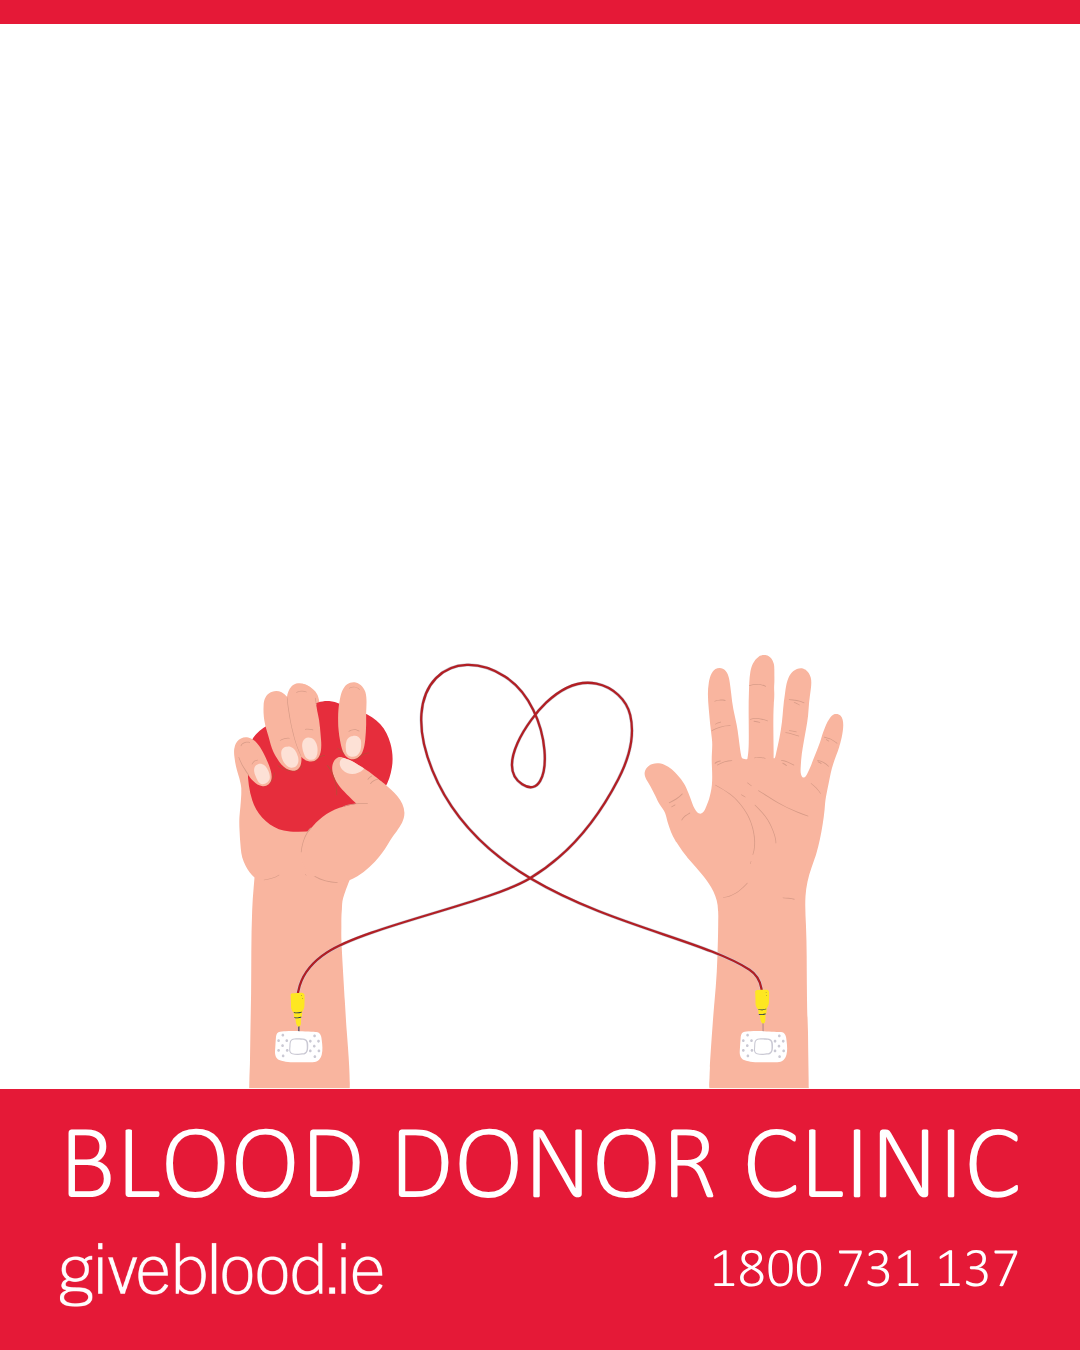 BLOOD DONOR CLINIC
giveblood.ie
1800 731 137